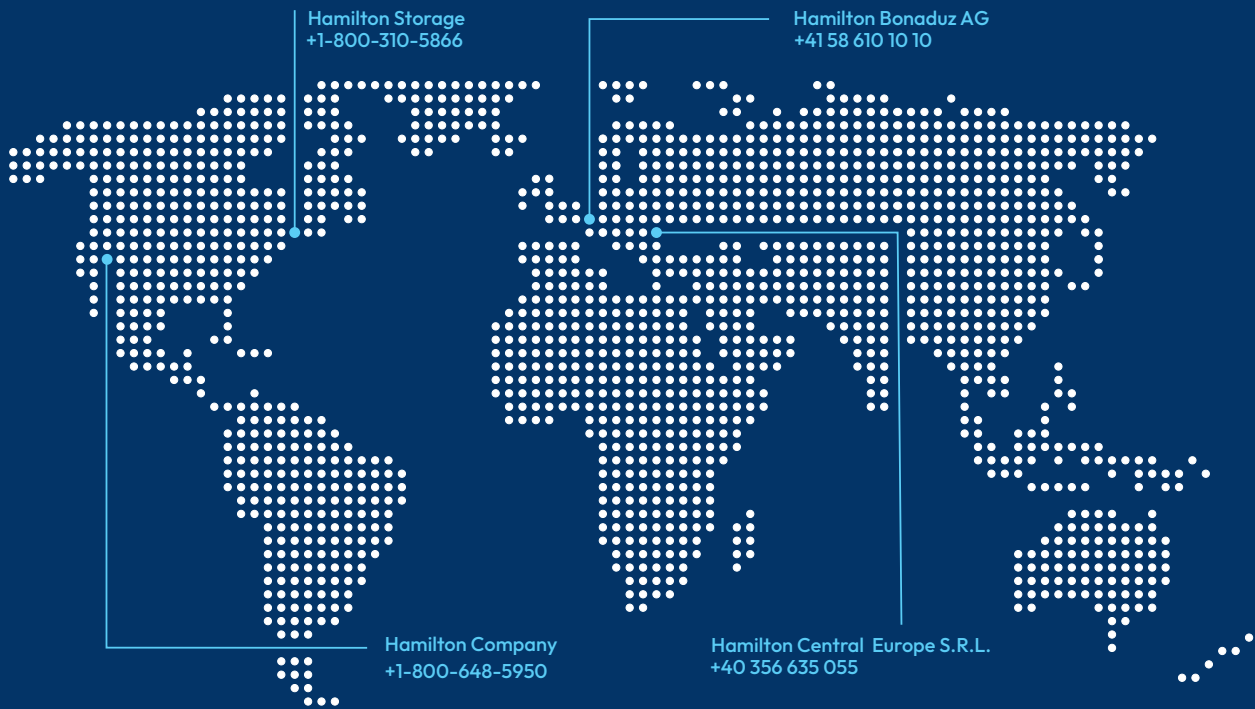 Hamilton Storage
+1-800-310-5866
Hamilton Bonaduz AG
+41 58 610 10 10
Hamilton Company
+1-800-648-5950
Hamilton Central Europe S.R.L.
+40 356 635 055